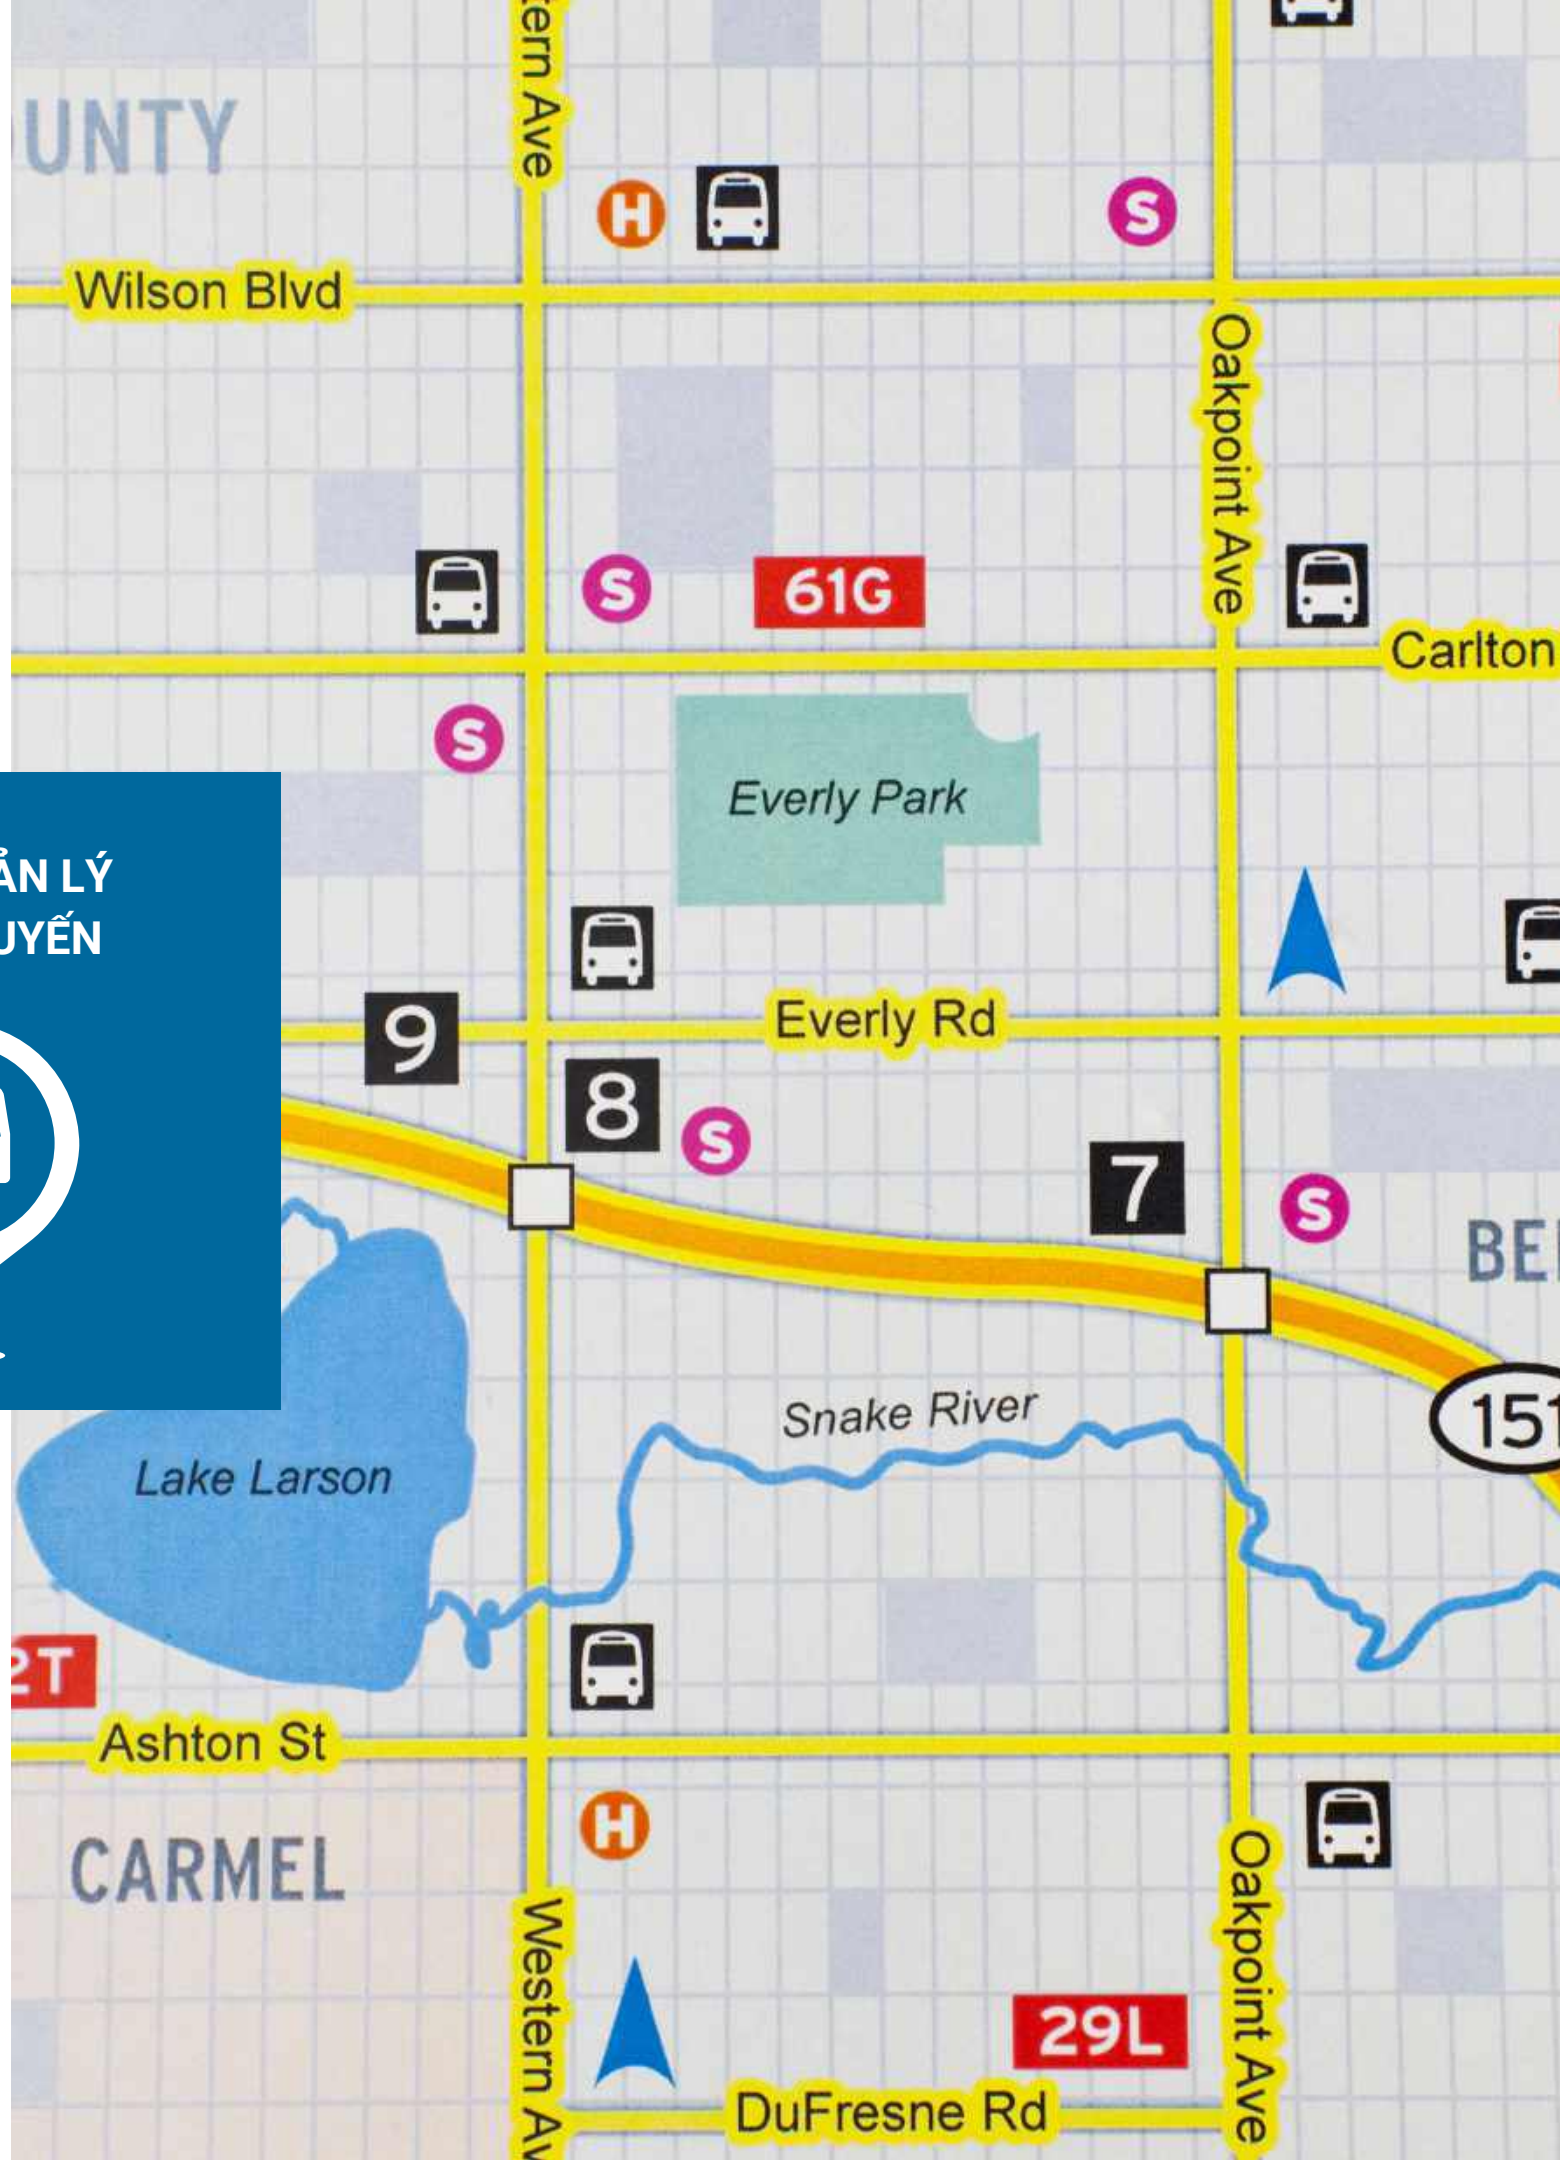 tern Ave
UNTY
H
S
Wilson Blvd
Oakpoint Ave
S
61G
Carlton
S
Everly Park
ẢN LÝ
UYẾN
Everly Rd
9
8
S
7
S
BE
151
Snake River
Lake Larson
2T
Ashton St
H
CARMEL
Oakpoint Ave
Western Av
29L
DuFresne Rd